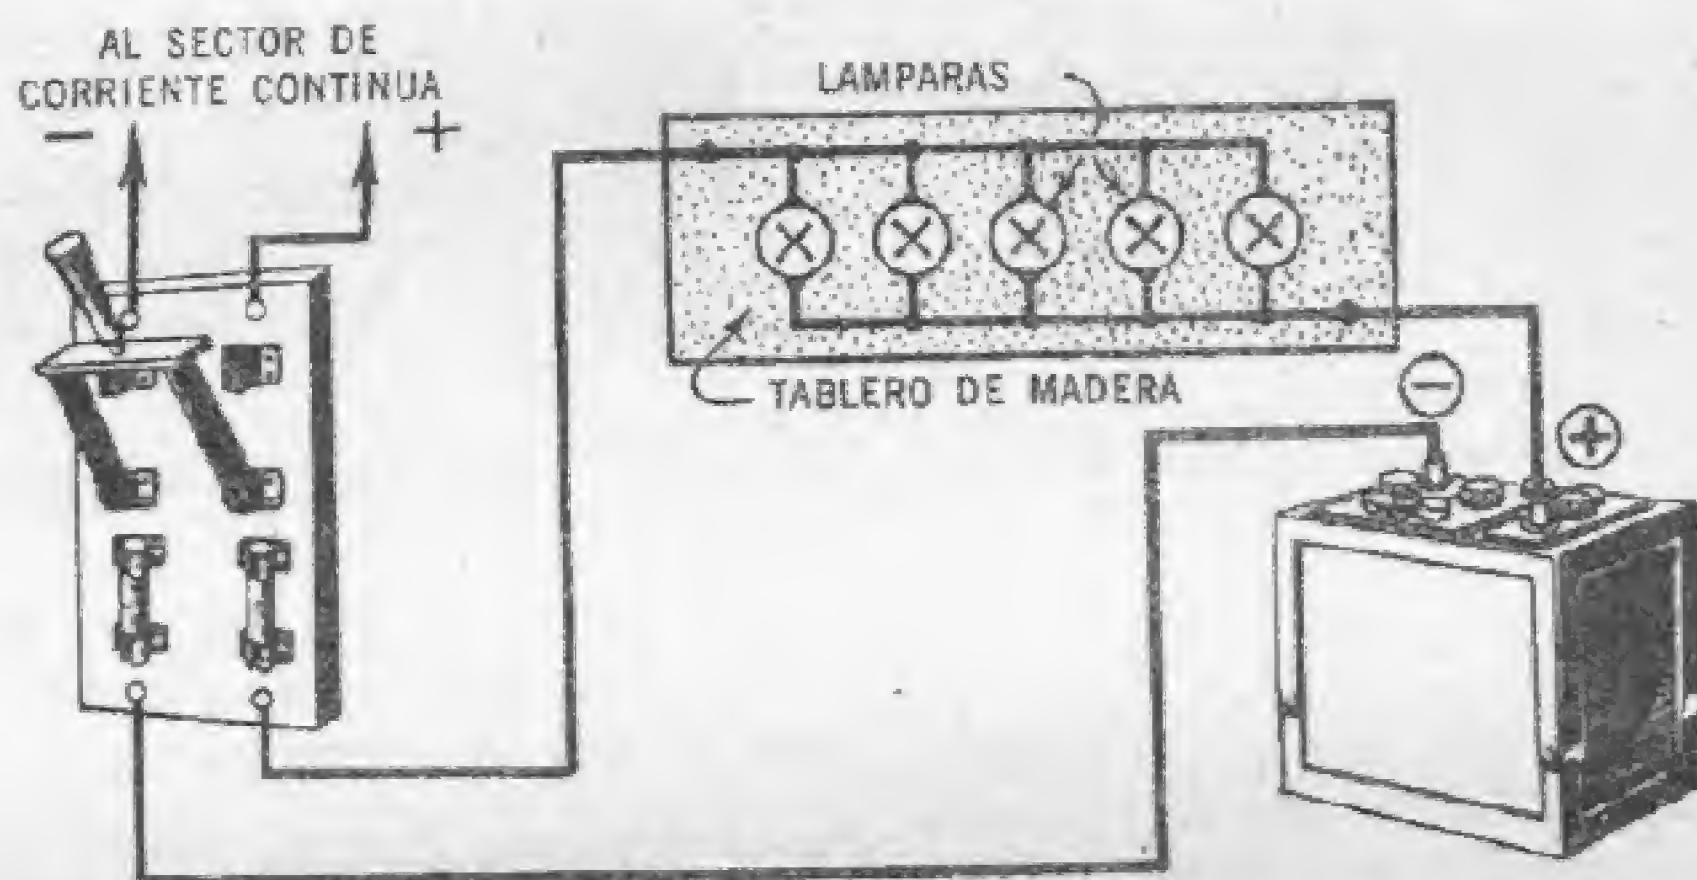 AL SECTOR DE
CORRIENTE CONTINUA
− +
LAMPARAS
TABLERO DE MADERA
−
+